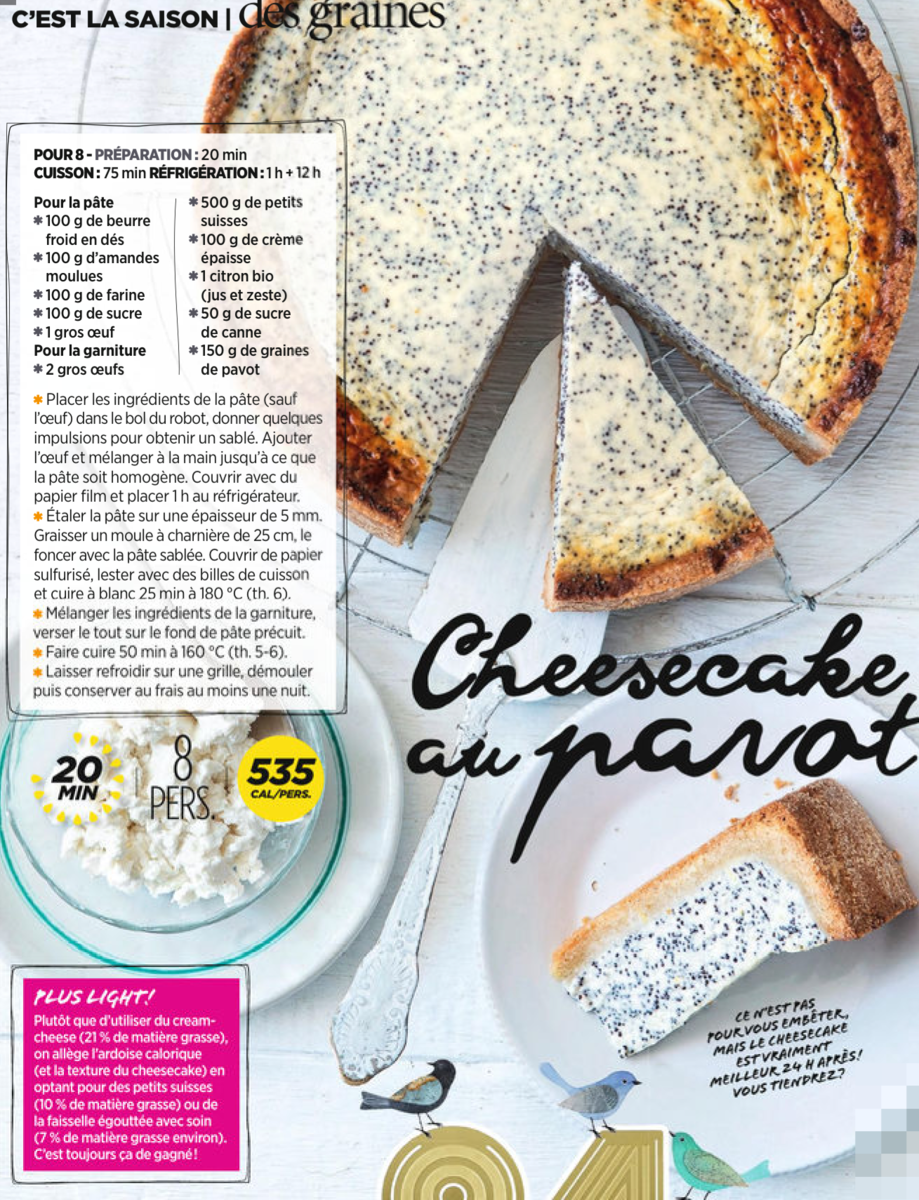 C'EST LA SAISON | des graines
POUR 8 - PRÉPARATION : 20 min
CUISSON : 75 min RÉFRIGÉRATION : 1 h + 12 h
Pour la pâte
* 100 g de beurre
froid en dés
* 100 g d'amandes
moulues
* 100 g de farine
* 100 g de sucre
* 1 gros œuf
Pour la garniture
* 2 gros œufs
* 500 g de petits
suisses
* 100 g de crème
épaisse
* 1 citron bio
(jus et zeste)
* 50 g de sucre
de canne
* 150 g de graines
de pavot
* Placer les ingrédients de la pâte (sauf
l'œuf) dans le bol du robot, donner quelques
impulsions pour obtenir un sablé. Ajouter
l'œuf et mélanger à la main jusqu'à ce que
la pâte soit homogène. Couvrir avec du
papier film et placer 1 h au réfrigérateur.
* Étaler la pâte sur une épaisseur de 5 mm.
Graisser un moule à charnière de 25 cm, le
foncer avec la pâte sablée. Couvrir de papier
sulfurisé, lester avec des billes de cuisson
et cuire à blanc 25 min à 180 °C (th. 6).
* Mélanger les ingrédients de la garniture,
verser le tout sur le fond de pâte précuit.
* Faire cuire 50 min à 160 °C (th. 5-6).
* Laisser refroidir sur une grille, démouler
puis conserver au frais au moins une nuit.
Cheesecake
au pavot
20
MIN
8
PERS.
535
CAL/PERS.
PLUS LIGHT!
Plutôt que d'utiliser du cream-
cheese (21 % de matière grasse),
on allège l'ardoise calorique
(et la texture du cheesecake) en
optant pour des petits suisses
(10 % de matière grasse) ou de
la faisselle égouttée avec soin
(7 % de matière grasse environ).
C'est toujours ça de gagné !
CE N'EST PAS
POUR VOUS EMBÊTER,
MAIS LE CHEESECAKE
EST VRAIMENT
MEILLEUR 24 H APRÈS!
VOUS TIENDREZ?